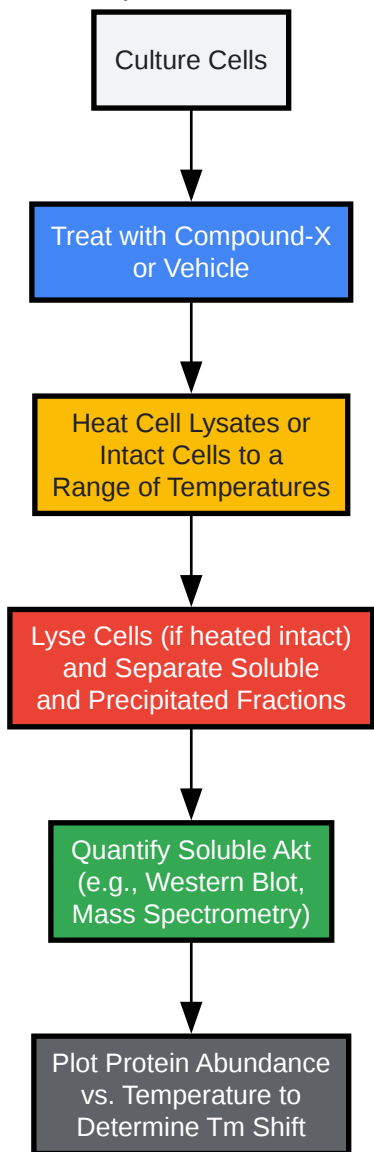 Culture Cells
Treat with Compound-X
or Vehicle
Heat Cell Lysates or
Intact Cells to a
Range of Temperatures
Lyse Cells (if heated intact)
and Separate Soluble
and Precipitated Fractions
Quantify Soluble Akt
(e.g., Western Blot,
Mass Spectrometry)
Plot Protein Abundance
vs. Temperature to
Determine Tm Shift